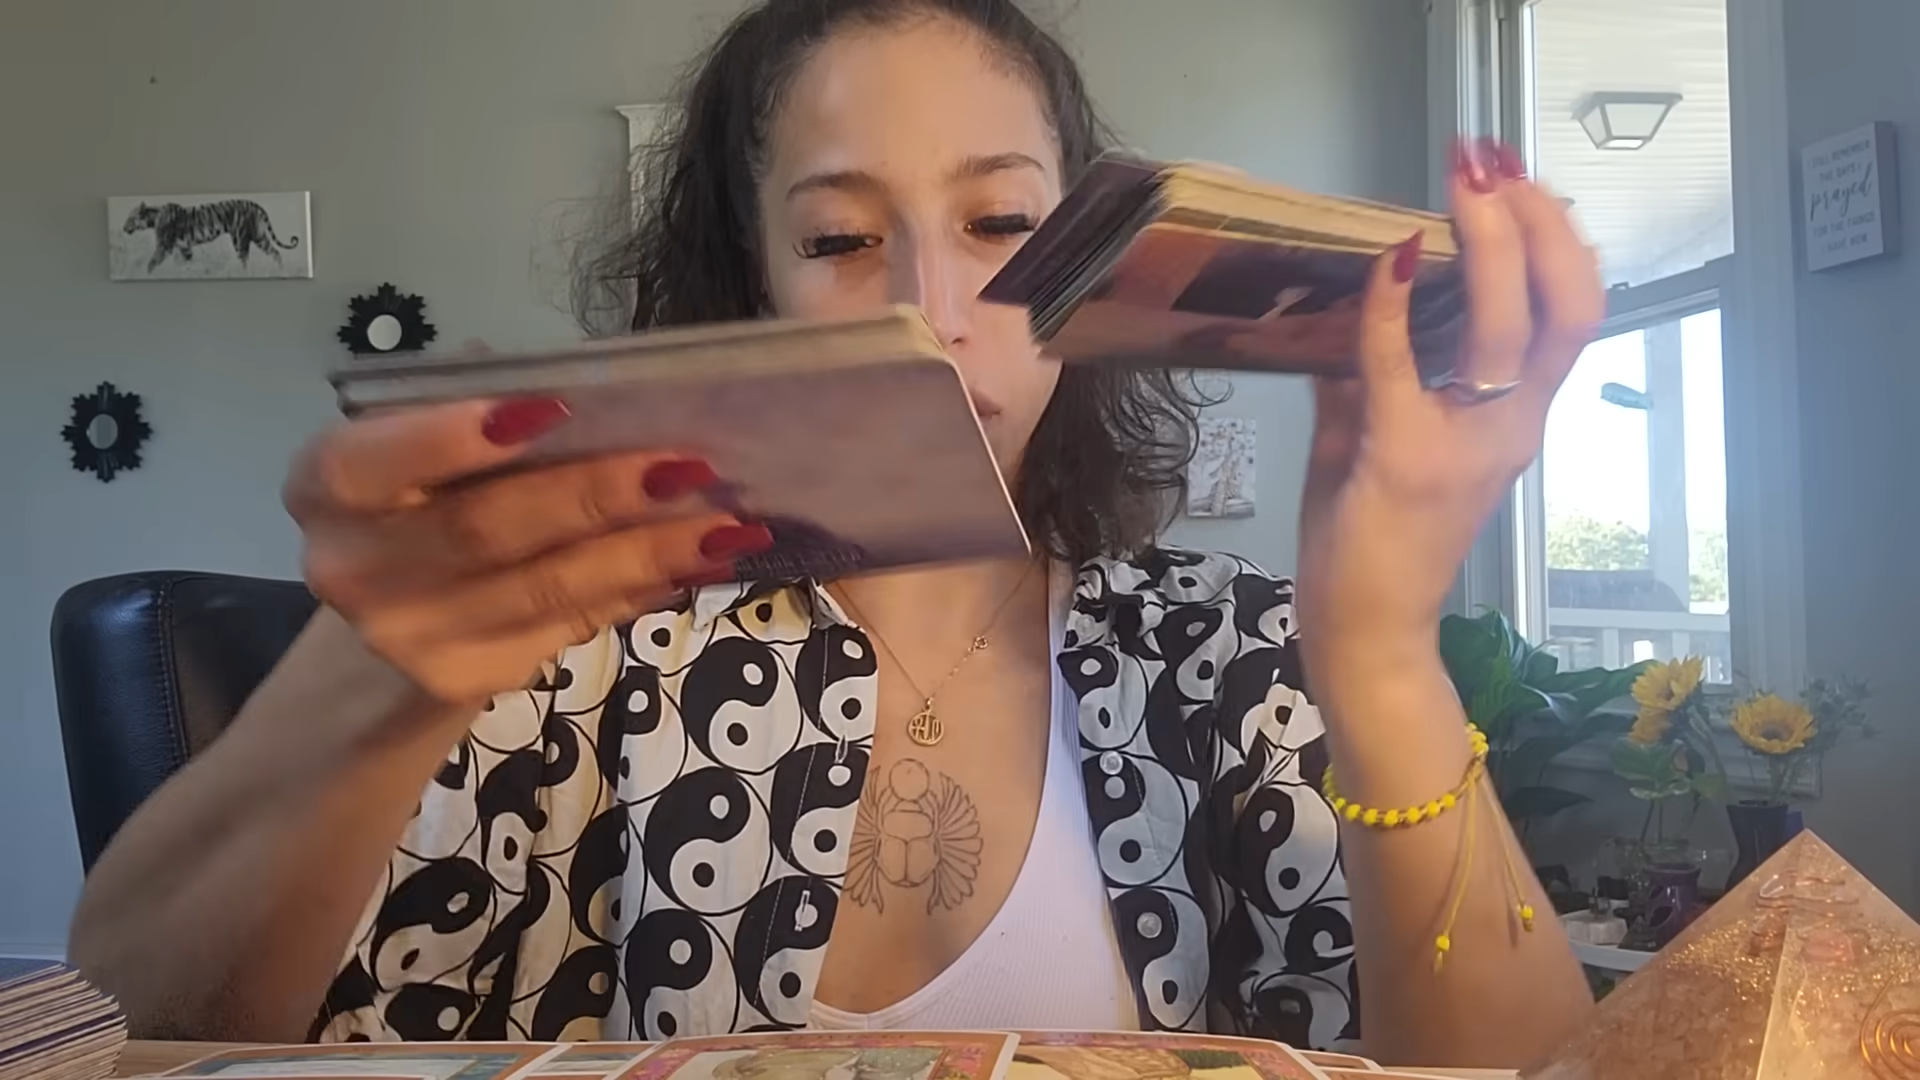 I STILL REMEMBER
THE DAYS I
prayed
FOR THE THINGS
I HAVE NOW